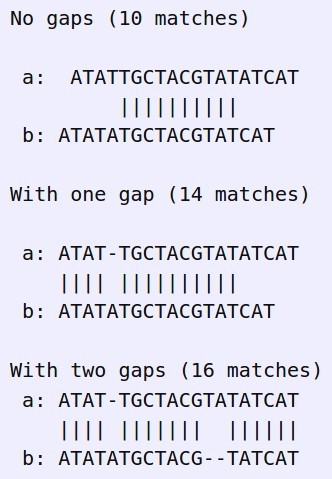 No gaps (10 matches)
a:  ATATTGCTACGTATATCAT
||||||||||
b: ATATATGCTACGTATCAT
With one gap (14 matches)
a: ATAT-TGCTACGTATATCAT
|||| ||||||||||
b: ATATATGCTACGTATCAT
With two gaps (16 matches)
a: ATAT-TGCTACGTATATCAT
|||| |||||||  ||||||
b: ATATATGCTACG--TATCAT